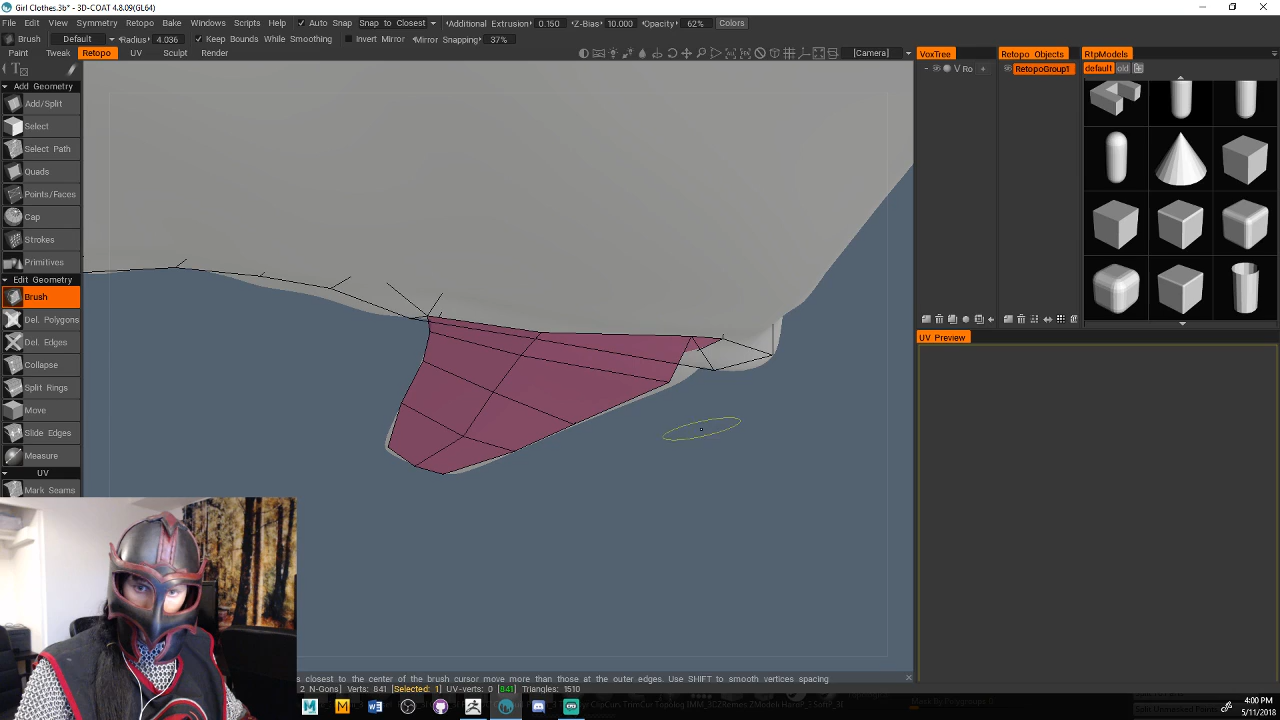 Girl Clothes.3b* - 3D-COAT 4.8.09(GL64)
File Edit View Symmetry Retopo Bake Windows Scripts Help Auto Snap Snap to Closest Additional Extrusion 0.150 Z-Bias 10.000 Opacity 62% Colors
Brush Default Radius 4.036 Keep Bounds While Smoothing Invert Mirror Mirror Snapping 37%
Paint Tweak Retopo UV Sculpt Render [Camera] VoxTree Retopo Objects RtpModels
V Ro + RetopoGroup1 default old
Add Geometry
Add/Split
Select
Select Path
Quads
Points/Faces
Cap
Strokes
Primitives
Edit Geometry
Brush
Del. Polygons
Del. Edges
Collapse
Split Rings
Move
Slide Edges
Measure
UV
Mark Seams
UV Preview
s closest to the center of the brush cursor move more than those at the outer edges. Use SHIFT to smooth vertices spacing
2 N-Gons] Verts: 841 [Selected: 1] UV-verts: 0 [841] Triangles: 1510
4:00 PM
5/11/2018